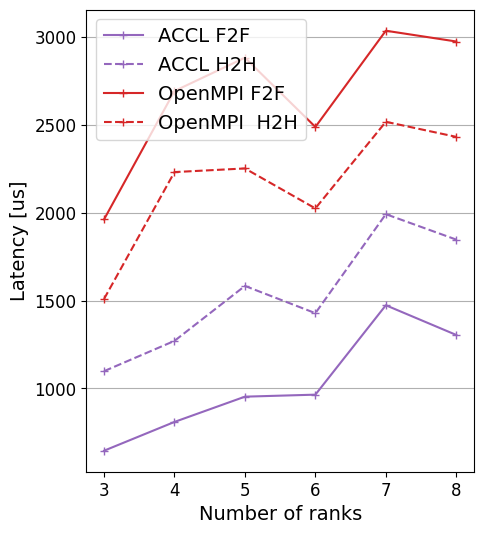 ACCL F2F
ACCL H2H
OpenMPI F2F
OpenMPI  H2H
3000
2500
2000
1500
1000
Latency [us]
3 4 5 6 7 8
Number of ranks